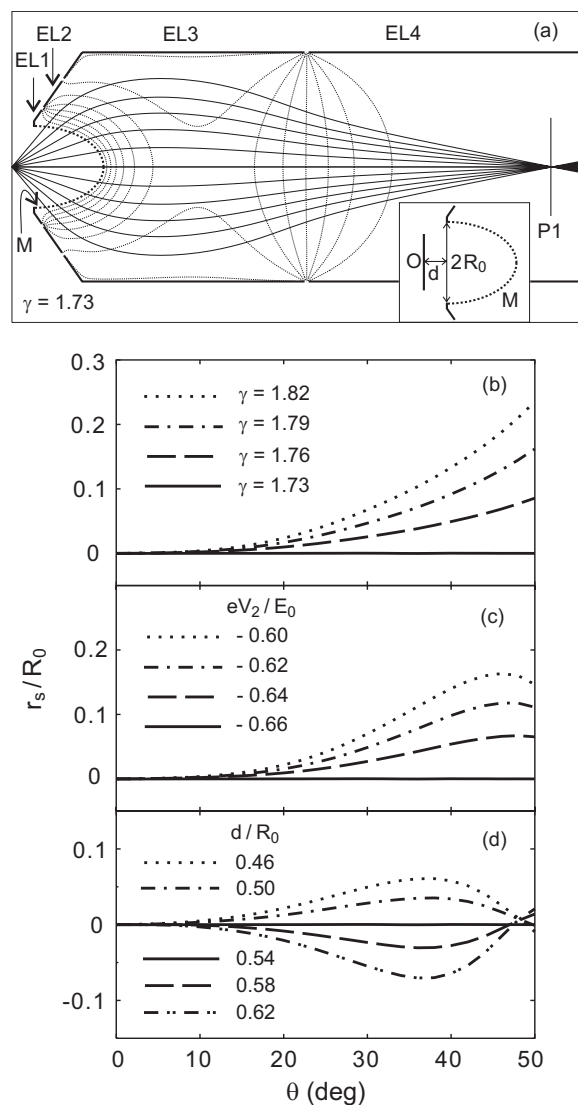 EL3 EL4 (a)
EL2
EL1
M
γ = 1.73
O d 2R0 M
P1
0.3
(b)
γ = 1.82
γ = 1.79
γ = 1.76
γ = 1.73
0.2
0.1
0
eV2 / E0 (c)
- 0.60
- 0.62
- 0.64
- 0.66
0.2
0.1
0
rs / R0
d / R0 (d)
0.46
0.50
0.54
0.58
0.62
0.1
0
-0.1
0 10 20 30 40 50
θ (deg)